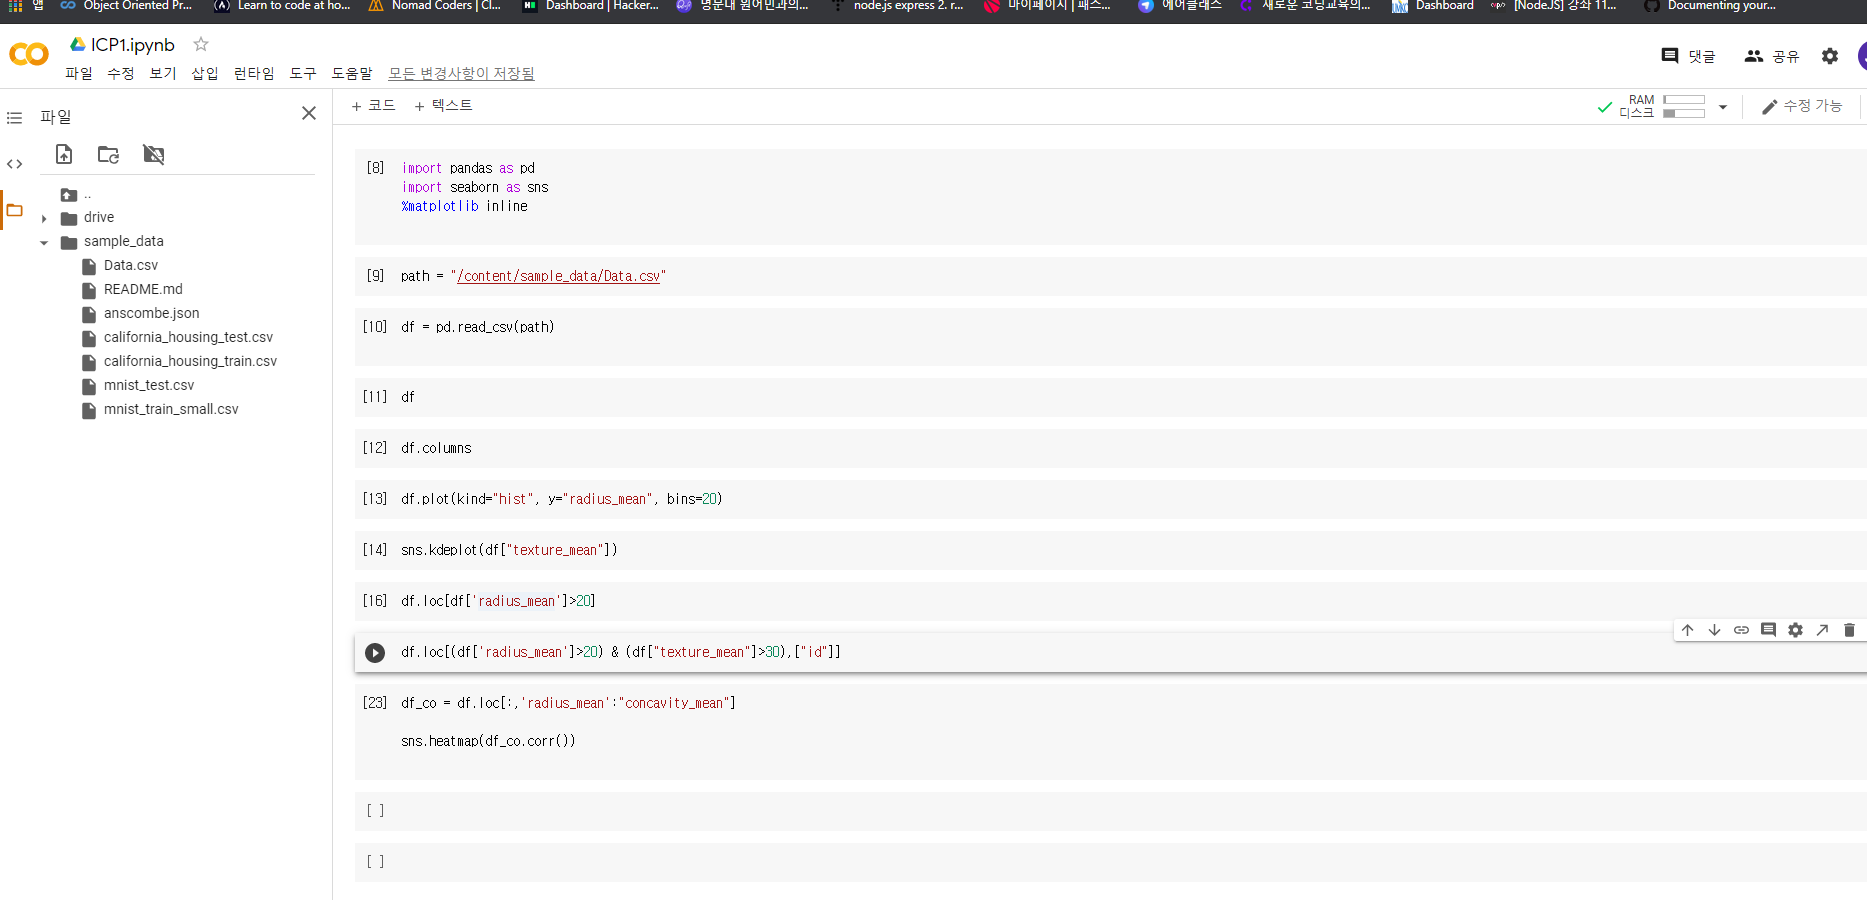 앱
Object Oriented Pr...
Learn to code at ho...
Nomad Coders | Cl...
Dashboard | Hacker...
명문대 원어민과의...
node.js express 2. r...
마이페이지 | 패스...
에어클래스
새로운 코딩교육의...
Dashboard
[NodeJS] 강좌 11...
Documenting your...
ICP1.ipynb
파일 수정 보기 삽입 런타임 도구 도움말 모든 변경사항이 저장됨
댓글
공유
파일
+ 코드 + 텍스트
RAM
디스크
수정 가능
..
drive
sample_data
Data.csv
README.md
anscombe.json
california_housing_test.csv
california_housing_train.csv
mnist_test.csv
mnist_train_small.csv
[8] import pandas as pd
import seaborn as sns
%matplotlib inline
[9] path = "/content/sample_data/Data.csv"
[10] df = pd.read_csv(path)
[11] df
[12] df.columns
[13] df.plot(kind="hist", y="radius_mean", bins=20)
[14] sns.kdeplot(df["texture_mean"])
[16] df.loc[df['radius_mean']>20]
df.loc[(df['radius_mean']>20) & (df["texture_mean"]>30),["id"]]
[23] df_co = df.loc[:,'radius_mean':"concavity_mean"]
sns.heatmap(df_co.corr())
[ ]
[ ]